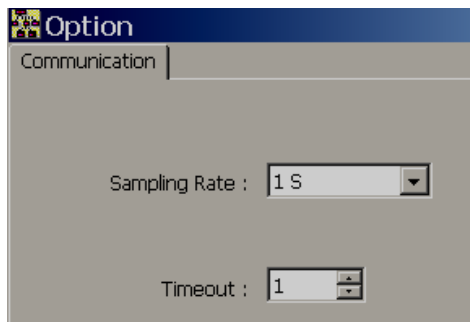 Option
Communication
Sampling Rate : 1 S
Timeout : 1